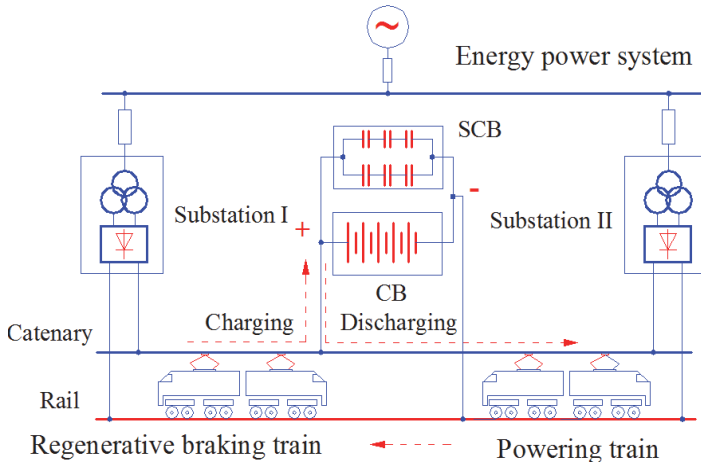 Energy power system
SCB
Substation I
+
-
Substation II
CB
Charging
Discharging
Catenary
Rail
Regenerative braking train
Powering train